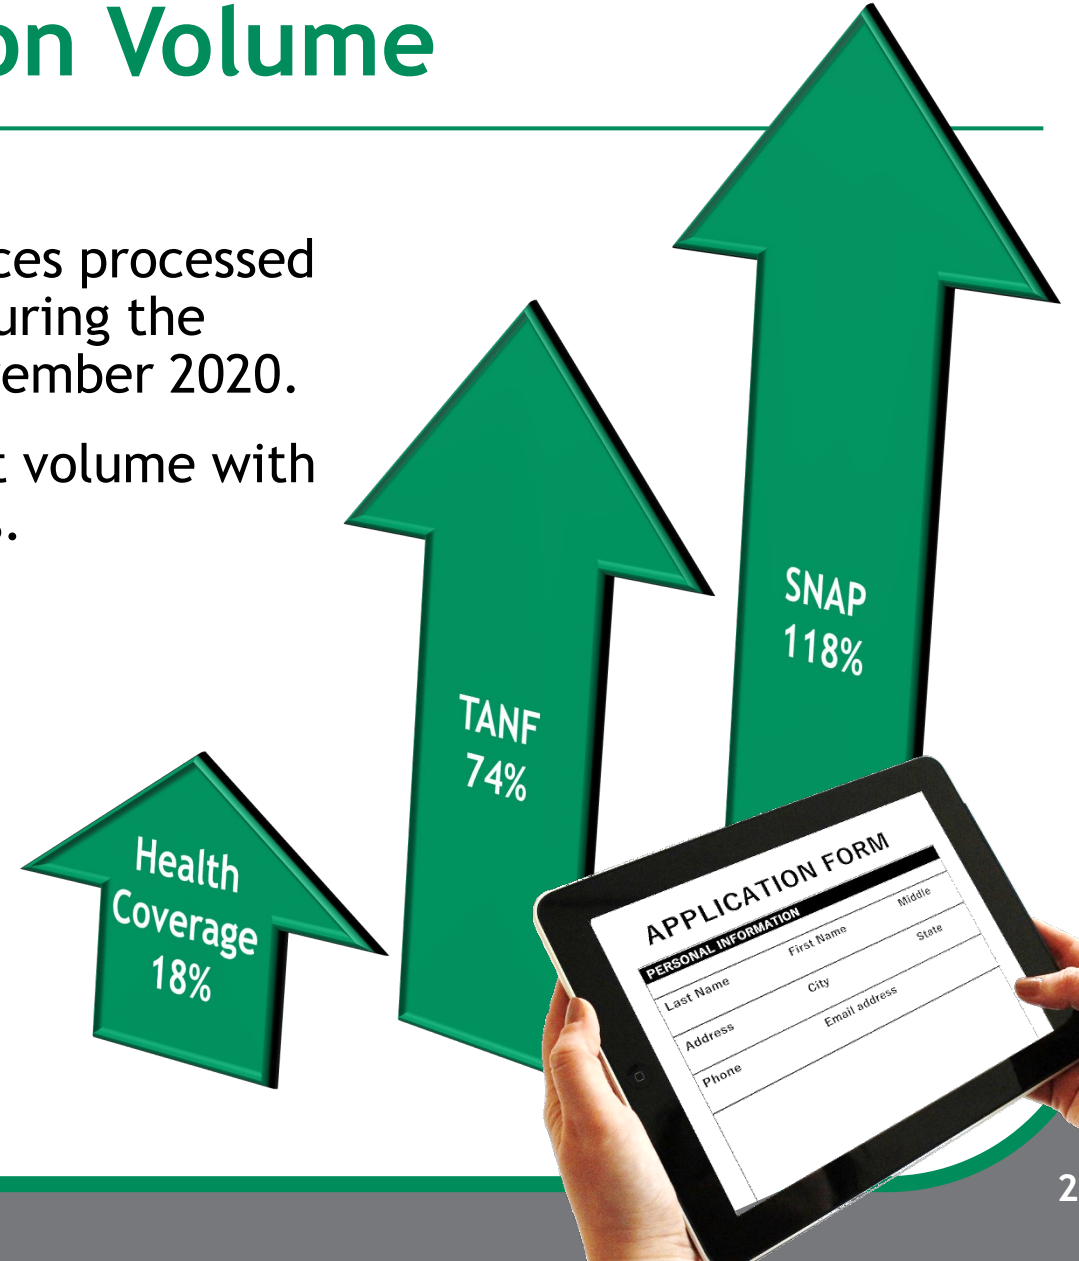 on Volume
ces processed
uring the
ember 2020.
t volume with
SNAP
118%
TANF
74%
Health
Coverage
18%
APPLICATION FORM
PERSONAL INFORMATION
Last Name First Name Middle
Address City State
Phone Email address
2